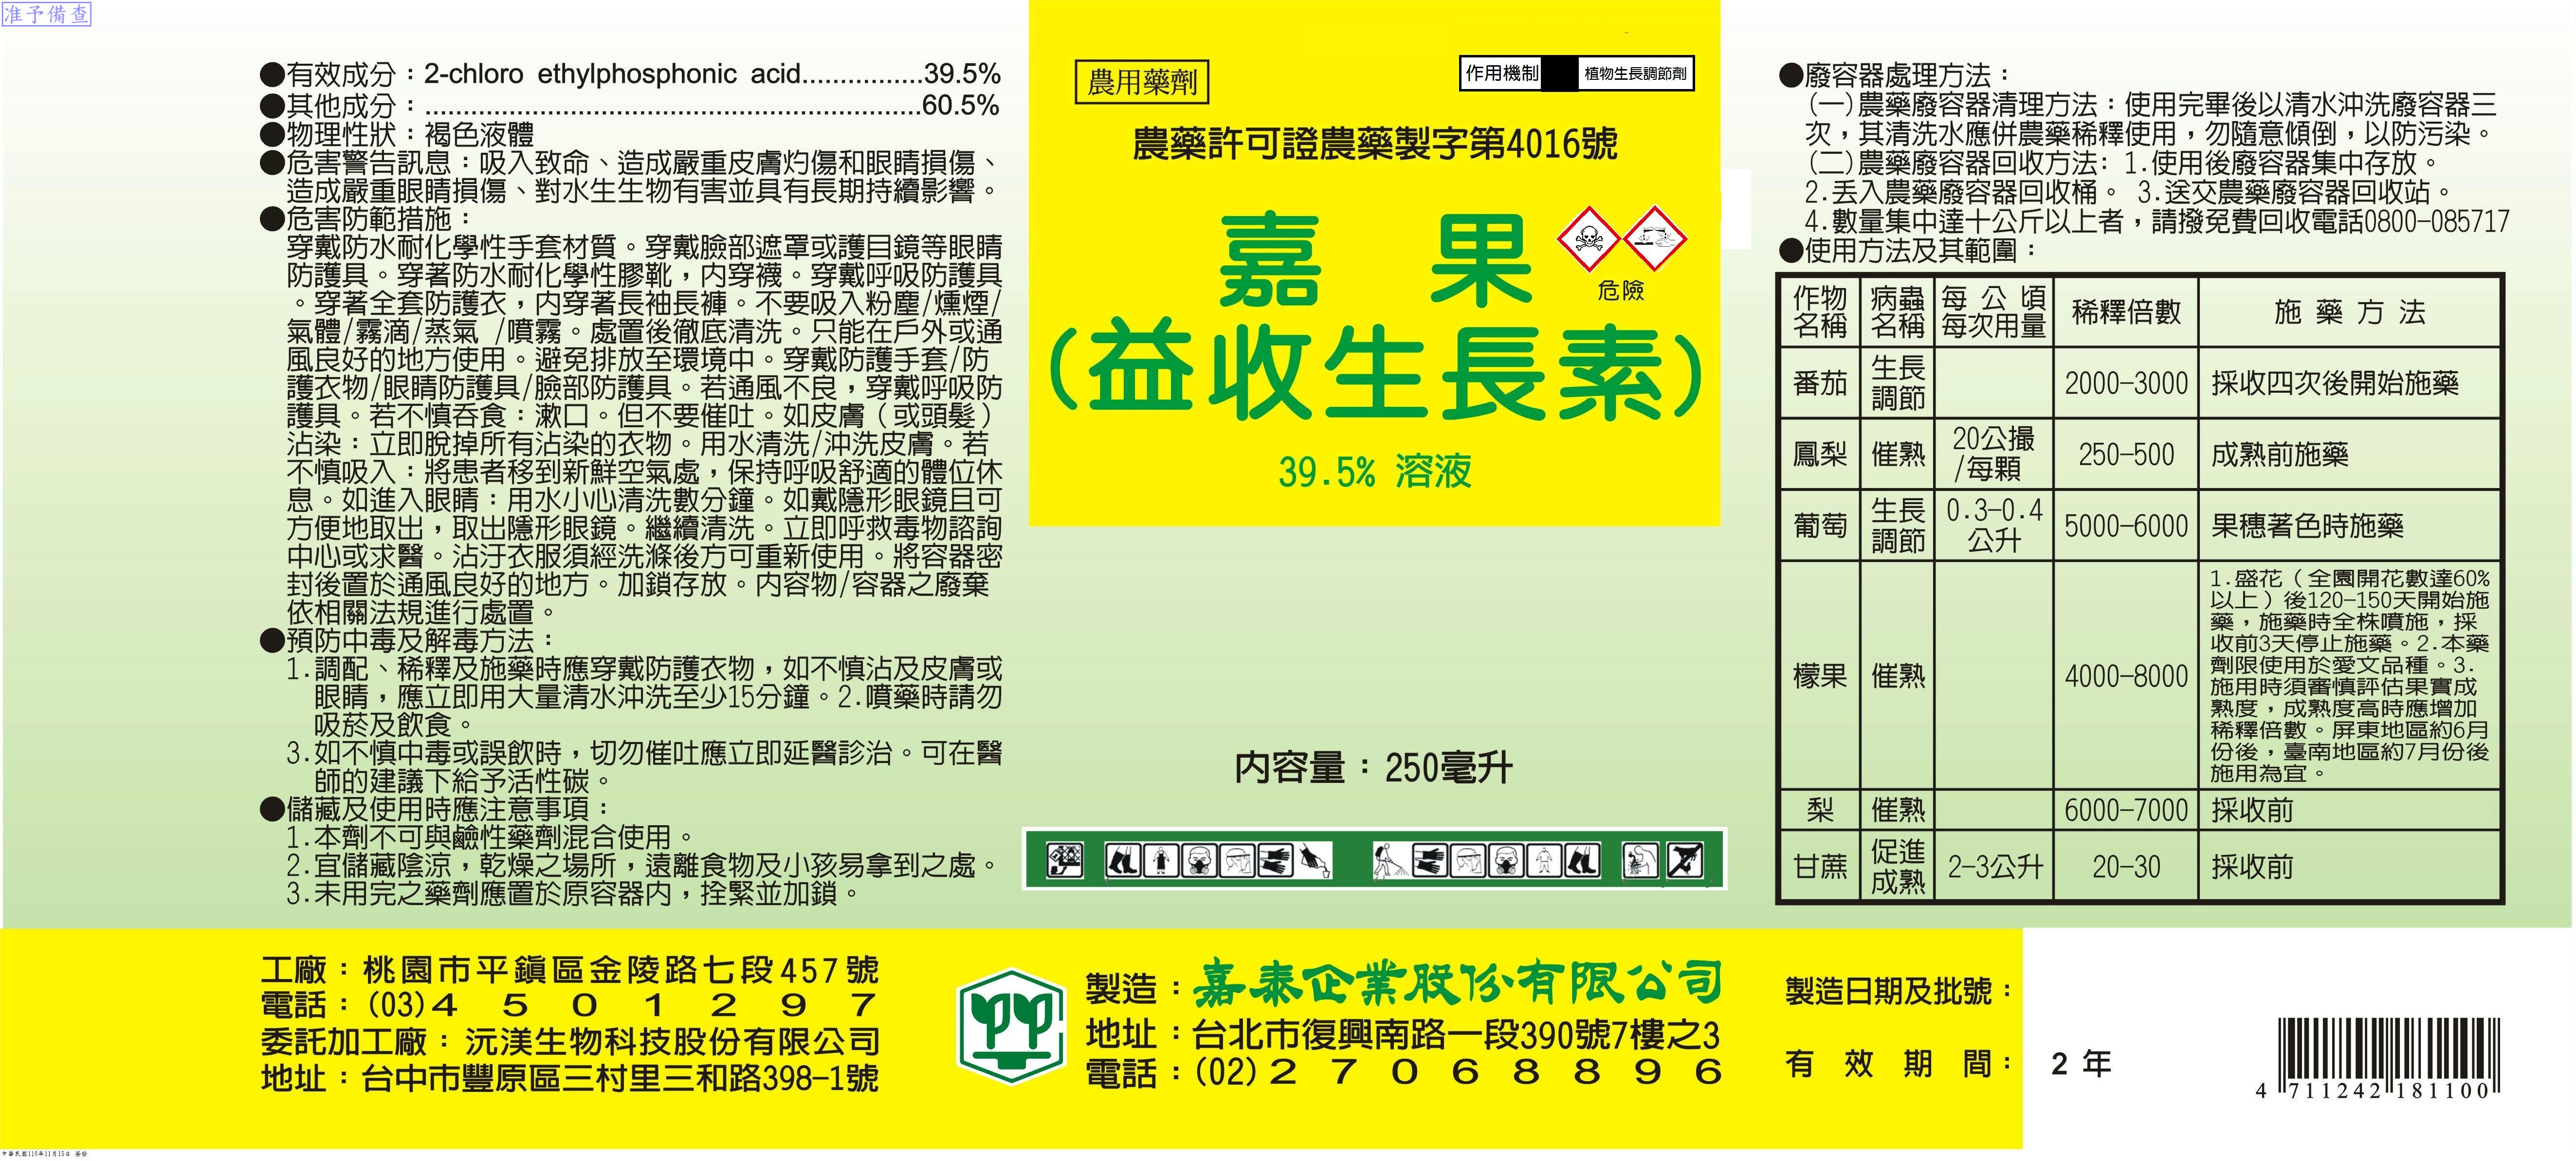 准予備查
●有效成分：2-chloro ethylphosphonic acid................39.5%
●其他成分：..................................................................60.5%
●物理性狀：褐色液體
●危害警告訊息：吸入致命、造成嚴重皮膚灼傷和眼睛損傷、
造成嚴重眼睛損傷、對水生生物有害並具有長期持續影響。
●危害防範措施：
穿戴防水耐化學性手套材質。穿戴臉部遮罩或護目鏡等眼睛
防護具。穿著防水耐化學性膠靴，內穿襪。穿戴呼吸防護具
。穿著全套防護衣，內穿著長袖長褲。不要吸入粉塵/燻煙/
氣體/霧滴/蒸氣 /噴霧。處置後徹底清洗。只能在戶外或通
風良好的地方使用。避免排放至環境中。穿戴防護手套/防
護衣物/眼睛防護具/臉部防護具。若通風不良，穿戴呼吸防
護具。若不慎吞食：漱口。但不要催吐。如皮膚（或頭髮）
沾染：立即脫掉所有沾染的衣物。用水清洗/沖洗皮膚。若
不慎吸入：將患者移到新鮮空氣處，保持呼吸舒適的體位休
息。如進入眼睛：用水小心清洗數分鐘。如戴隱形眼鏡且可
方便地取出，取出隱形眼鏡。繼續清洗。立即呼救毒物諮詢
中心或求醫。沾汙衣服須經洗滌後方可重新使用。將容器密
封後置於通風良好的地方。加鎖存放。內容物/容器之廢棄
依相關法規進行處置。
●預防中毒及解毒方法：
1.調配、稀釋及施藥時應穿戴防護衣物，如不慎沾及皮膚或
眼睛，應立即用大量清水沖洗至少15分鐘。2.噴藥時請勿
吸菸及飲食。
3.如不慎中毒或誤飲時，切勿催吐應立即延醫診治。可在醫
師的建議下給予活性碳。
●儲藏及使用時應注意事項：
1.本劑不可與鹼性藥劑混合使用。
2.宜儲藏陰涼，乾燥之場所，遠離食物及小孩易拿到之處。
3.未用完之藥劑應置於原容器內，拴緊並加鎖。
農用藥劑
作用機制 植物生長調節劑
農藥許可證農藥製字第4016號
嘉果
危險
(益收生長素)
39.5% 溶液
內容量：250毫升
●廢容器處理方法：
(一)農藥廢容器清理方法：使用完畢後以清水沖洗廢容器三
次，其清洗水應併農藥稀釋使用，勿隨意傾倒，以防污染。
(二)農藥廢容器回收方法：1.使用後廢容器集中存放。
2.丟入農藥廢容器回收桶。 3.送交農藥廢容器回收站。
4.數量集中達十公斤以上者，請撥免費回收電話0800-085717
●使用方法及其範圍：
作物名稱 病蟲名稱 每公頃每次用量 稀釋倍數 施藥方法
番茄 生長調節 2000-3000 採收四次後開始施藥
鳳梨 催熟 20公撮/每顆 250-500 成熟前施藥
葡萄 生長調節 0.3-0.4公升 5000-6000 果穗著色時施藥
檬果 催熟 4000-8000
1.盛花（全園開花數達60%
以上）後120-150天開始施
藥，施藥時全株噴施，採
收前3天停止施藥。2.本藥
劑限使用於愛文品種。3.
施用時須審慎評估果實成
熟度，成熟度高時應增加
稀釋倍數。屏東地區約6月
份後，臺南地區約7月份後
施用為宜。
梨 催熟 6000-7000 採收前
甘蔗 促進成熟 2-3公升 20-30 採收前
工廠：桃園市平鎮區金陵路七段457號
電話：(03)4501297
委託加工廠：沅渼生物科技股份有限公司
地址：台中市豐原區三村里三和路398-1號
製造：嘉泰企業股份有限公司
地址：台北市復興南路一段390號7樓之3
電話：(02)27068896
製造日期及批號：
有效期間：2年
4 711242 181100
中華民國110年11月15日 簽發